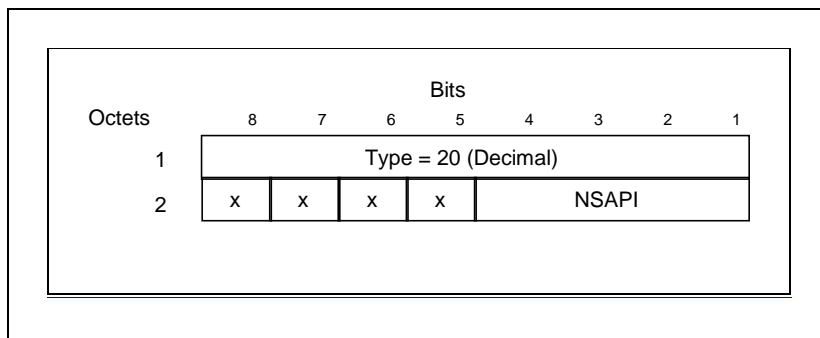 Bits
Octets 8 7 6 5 4 3 2 1
1 Type = 20 (Decimal)
2 x x x x NSAPI